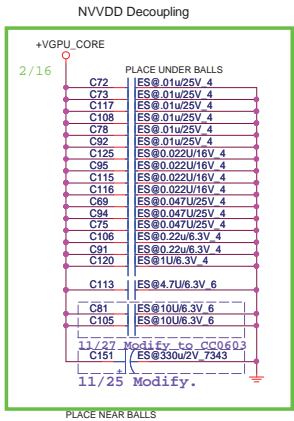 NVVDD Decoupling
+VGPU_CORE
2/16
PLACE UNDER BALLS
C72 ES@.01u/25V_4
C73 ES@.01u/25V_4
C117 ES@.01u/25V_4
C108 ES@.01u/25V_4
C78 ES@.01u/25V_4
C92 ES@.01u/25V_4
C125 ES@0.022U/16V_4
C95 ES@0.022U/16V_4
C115 ES@0.022U/16V_4
C116 ES@0.022U/16V_4
C69 ES@0.047U/25V_4
C94 ES@0.047U/25V_4
C75 ES@0.047U/25V_4
C106 ES@0.22u/6.3V_4
C91 ES@0.22u/6.3V_4
C120 ES@1U/6.3V_4
C113 ES@4.7U/6.3V_6
C81 ES@10U/6.3V_6
C105 ES@10U/6.3V_6
11/27 Modify to CC0603
C151 ES@330u/2V_7343
+
11/25 Modify.
PLACE NEAR BALLS